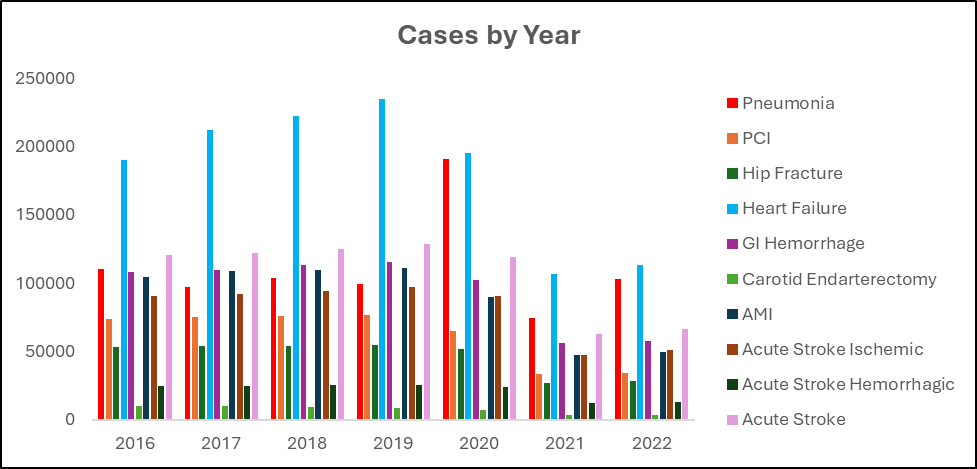 Cases by Year
250000
200000
150000
100000
50000
0
2016 2017 2018 2019 2020 2021 2022
Pneumonia
PCI
Hip Fracture
Heart Failure
GI Hemorrhage
Carotid Endarterectomy
AMI
Acute Stroke Ischemic
Acute Stroke Hemorrhagic
Acute Stroke